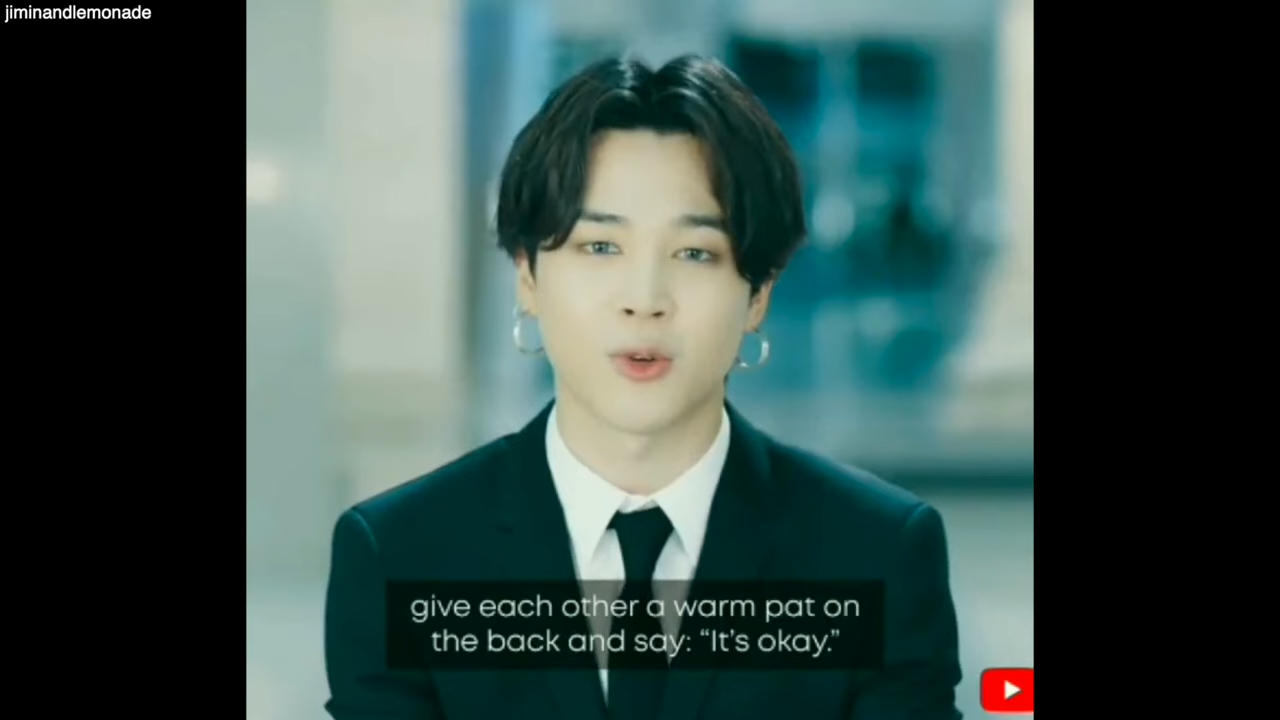 jiminandlemonade
give each other a warm pat on
the back and say: “It’s okay.”